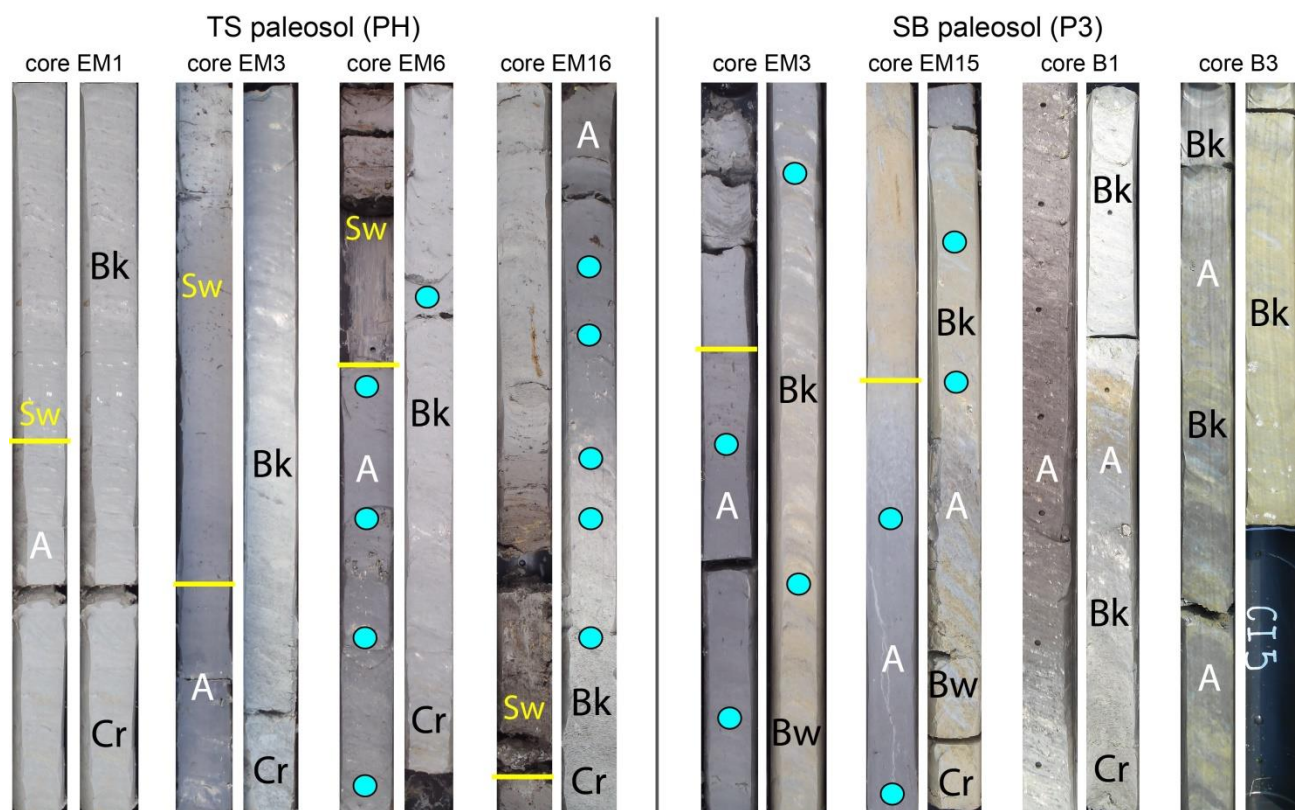 TS paleosol (PH)
SB paleosol (P3)
core EM1
core EM3
core EM6
core EM16
core EM3
core EM15
core B1
core B3
Sw
A
Bk
Cr
Sw
A
Bk
Cr
Sw
A
Bk
Cr
Sw
A
Bk
Cr
A
Bk
Bw
A
Bk
A
Bw
Cr
A
Bk
A
Bk
Cr
Bk
A
Bk
A
Bk
CI5